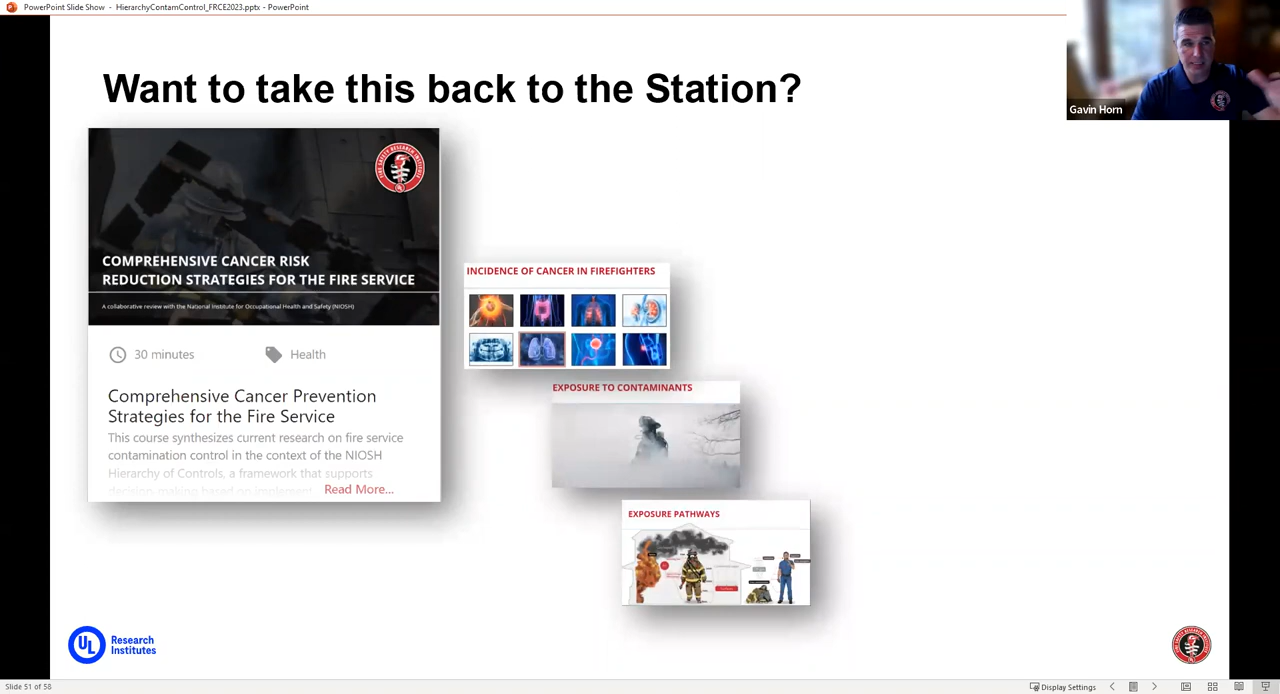 PowerPoint Slide Show - HierarchyContamControl_FRCE2023.pptx - PowerPoint
Gavin Horn
Want to take this back to the Station?
COMPREHENSIVE CANCER RISK
REDUCTION STRATEGIES FOR THE FIRE SERVICE
A collaborative review with the National Institute for Occupational Health and Safety (NIOSH)
30 minutes
Health
Comprehensive Cancer Prevention
Strategies for the Fire Service
This course synthesizes current research on fire service
contamination control in the context of the NIOSH
Hierarchy of Controls, a framework that supports
Read More...
INCIDENCE OF CANCER IN FIREFIGHTERS
EXPOSURE TO CONTAMINANTS
EXPOSURE PATHWAYS
UL
Research
Institutes
Slide 51 of 58
Display Settings